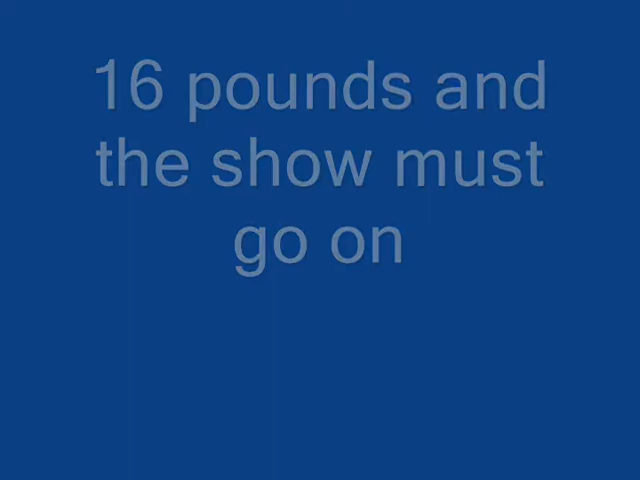 16 pounds and
the show must
go on